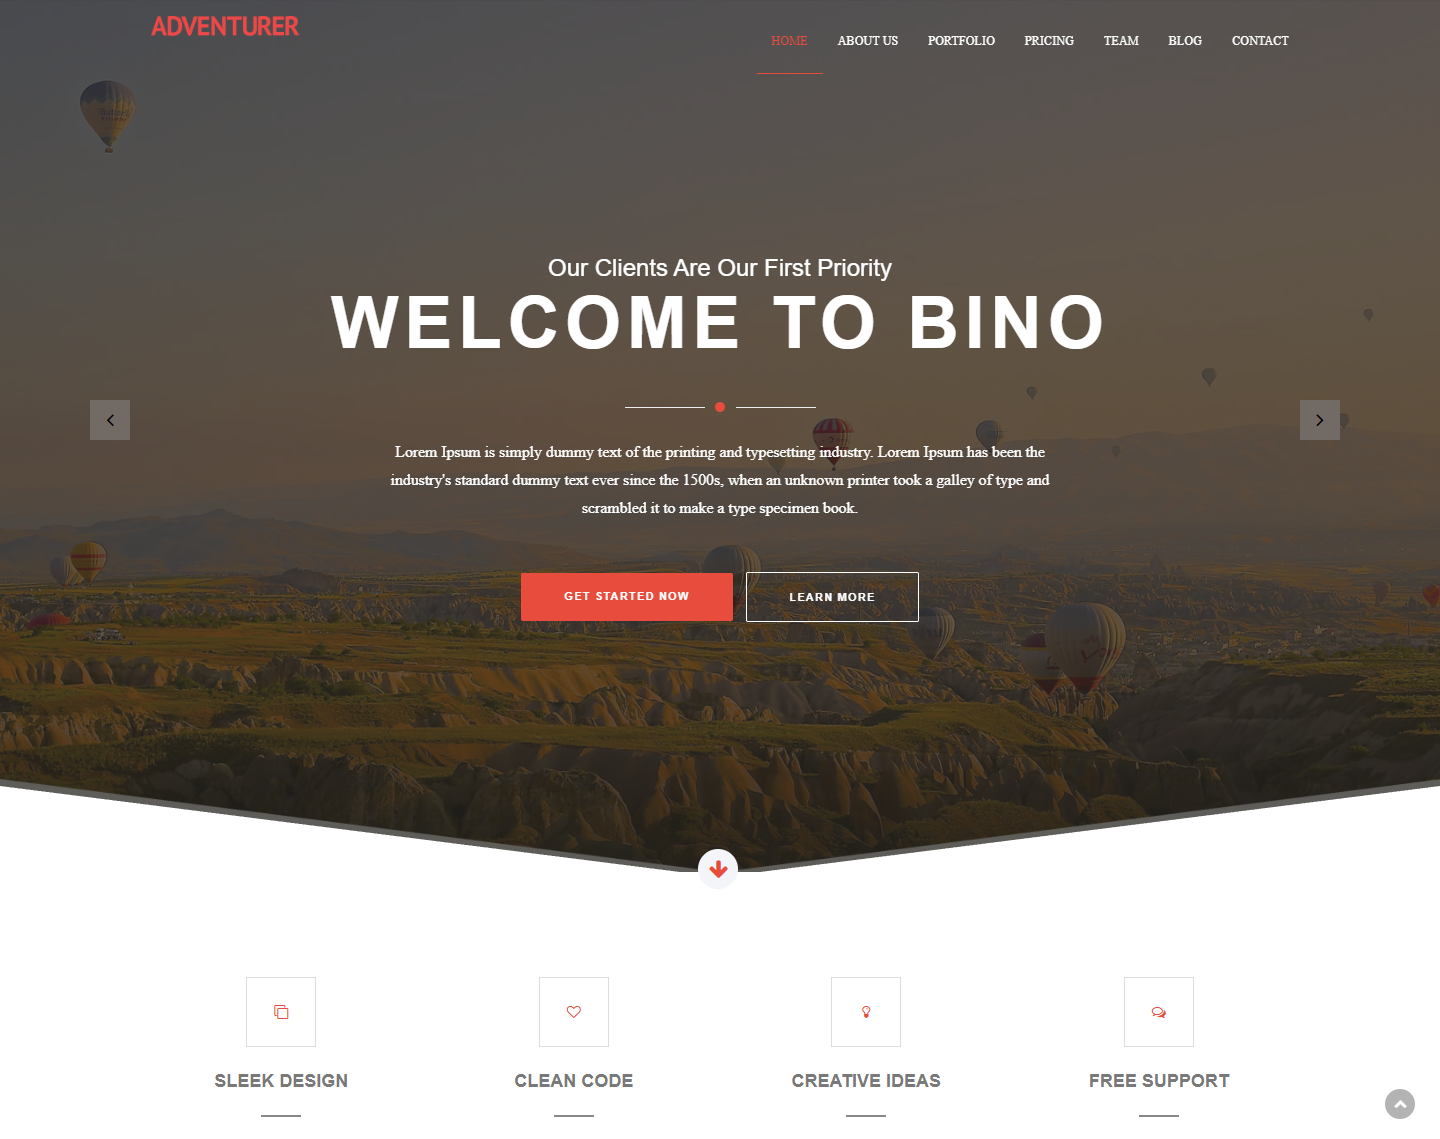 ADVENTURER
HOME ABOUT US PORTFOLIO PRICING TEAM BLOG CONTACT
Our Clients Are Our First Priority
WELCOME TO BINO
Lorem Ipsum is simply dummy text of the printing and typesetting industry. Lorem Ipsum has been the
industry's standard dummy text ever since the 1500s, when an unknown printer took a galley of type and
scrambled it to make a type specimen book.
GET STARTED NOW LEARN MORE
SLEEK DESIGN CLEAN CODE CREATIVE IDEAS FREE SUPPORT